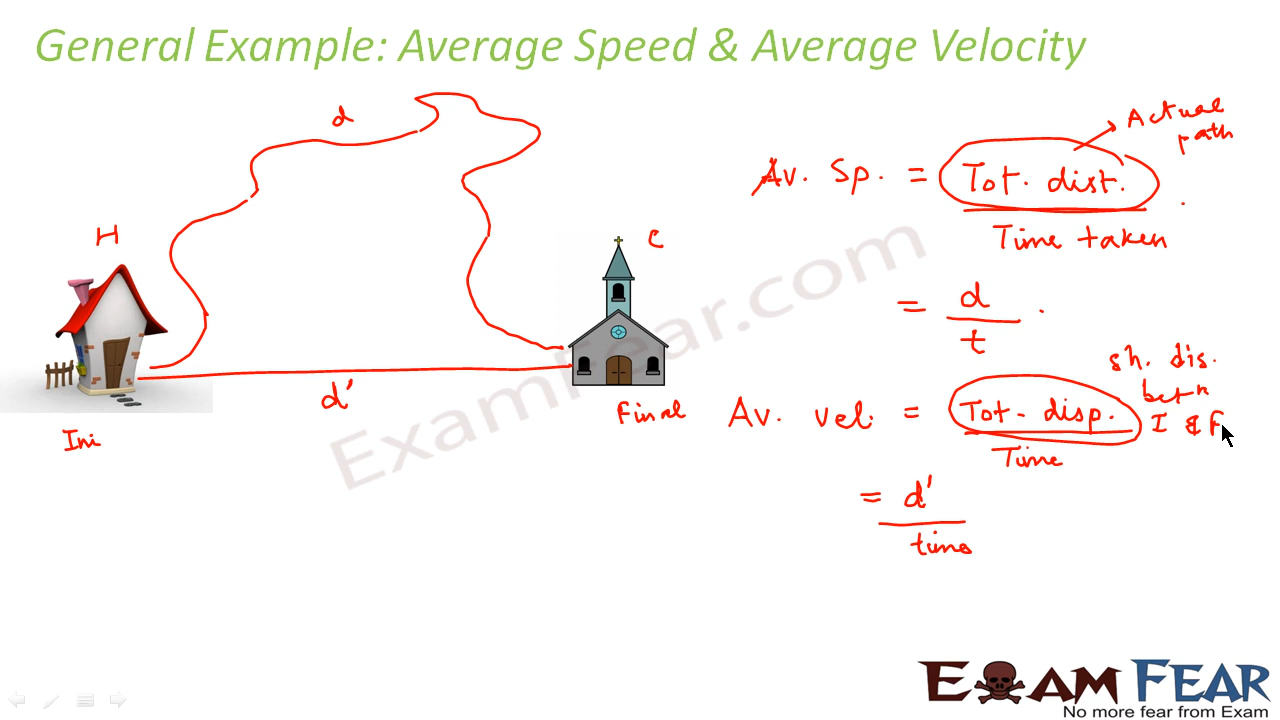 General Example: Average Speed & Average Velocity
d
H
C
d'
Ini
Final
Actual
path
Av. Sp. = Tot. dist.
Time taken
= d
t
sh. dis.
betn
I & F
Av. vel. = Tot. disp.
Time
= d'
time
ExamFear.com
EXAM FEAR
No more fear from Exam